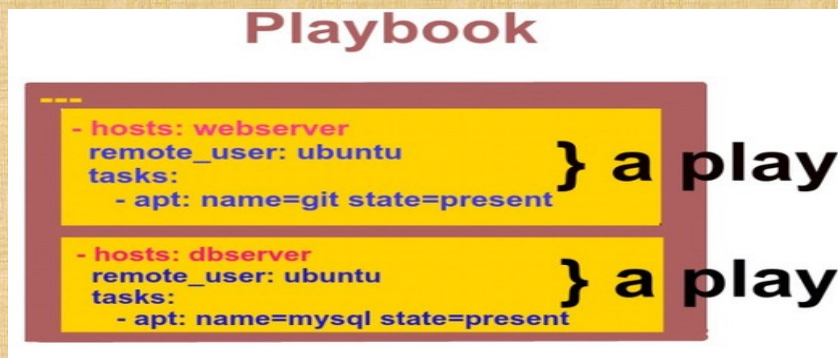 Playbook
---
- hosts: webserver
remote_user: ubuntu
tasks:
- apt: name=git state=present
} a play
- hosts: dbserver
remote_user: ubuntu
tasks:
- apt: name=mysql state=present
} a play